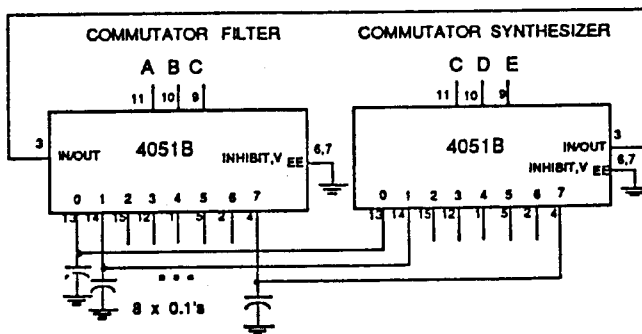 COMMUTATOR FILTER COMMUTATOR SYNTHESIZER
A B C C D E
11 10 9 11 10 9
3 IN/OUT 4051B INHIBIT,V EE 6,7 4051B IN/OUT 3
INHIBIT,V EE 6,7
0 1 2 3 4 5 6 7 0 1 2 3 4 5 6 7
13 14 15 12 1 5 2 4 13 14 15 12 1 5 2 4
8 x 0.1's